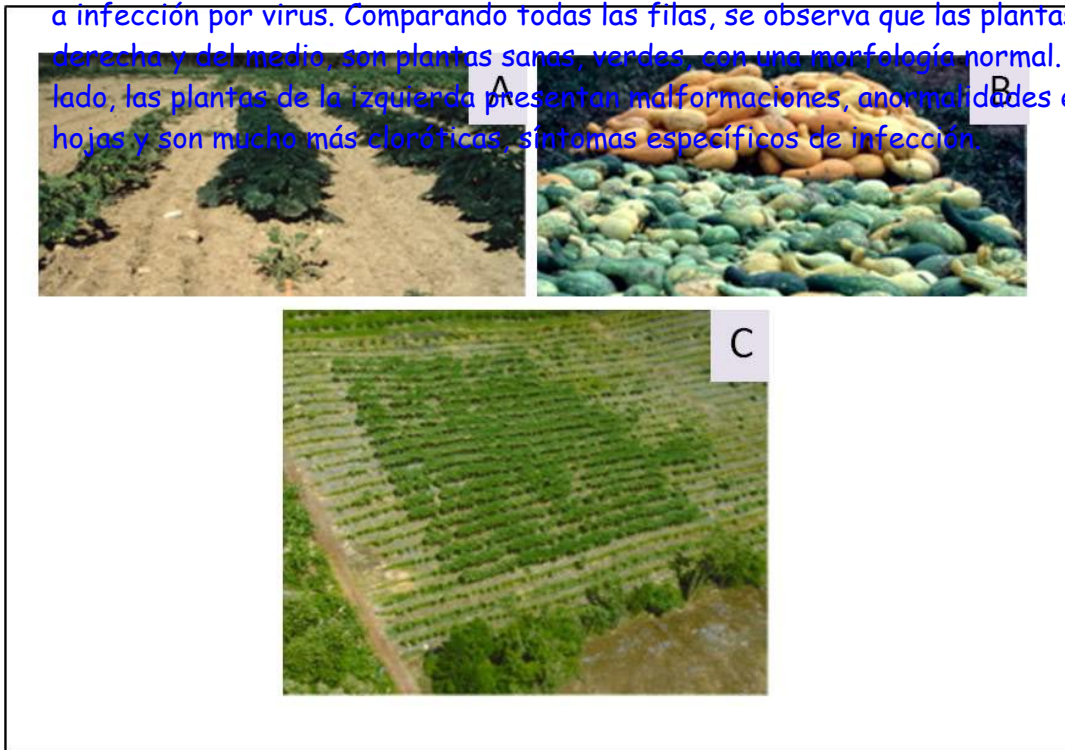 a infección por virus. Comparando todas las filas, se observa que las plantas
derecha y del medio, son plantas sanas, verdes, con una morfología normal.
lado, las plantas de la izquierda presentan malformaciones, anormalidades e
hojas y son mucho más cloróticas, síntomas específicos de infección.
A
B
C